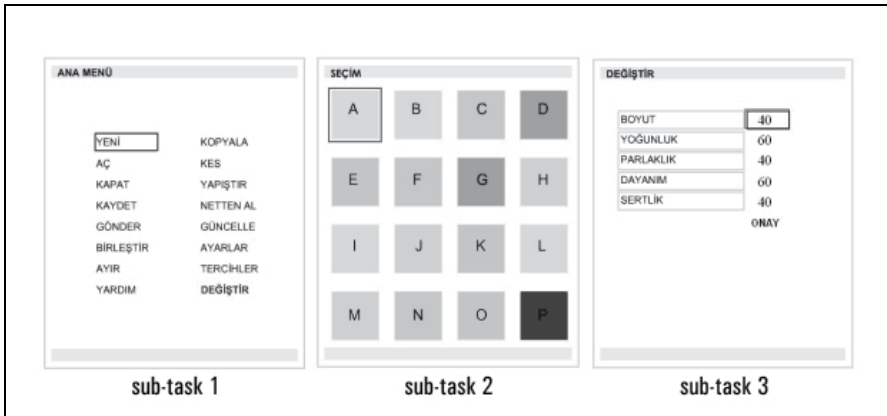 ANA MENÜ
YENİ KOPYALA
AÇ KES
KAPAT YAPIŞTIR
KAYDET NETTEN AL
GÖNDER GÜNCELLE
BİRLEŞTİR AYARLAR
AYIR TERCİHLER
YARDIM DEĞİŞTİR
sub-task 1
SEÇİM
A B C D
E F G H
I J K L
M N O P
sub-task 2
DEĞİŞTİR
BOYUT 40
YOĞUNLUK 60
PARLAKLIK 40
DAYANIM 60
SERTLİK 40
ONAY
sub-task 3